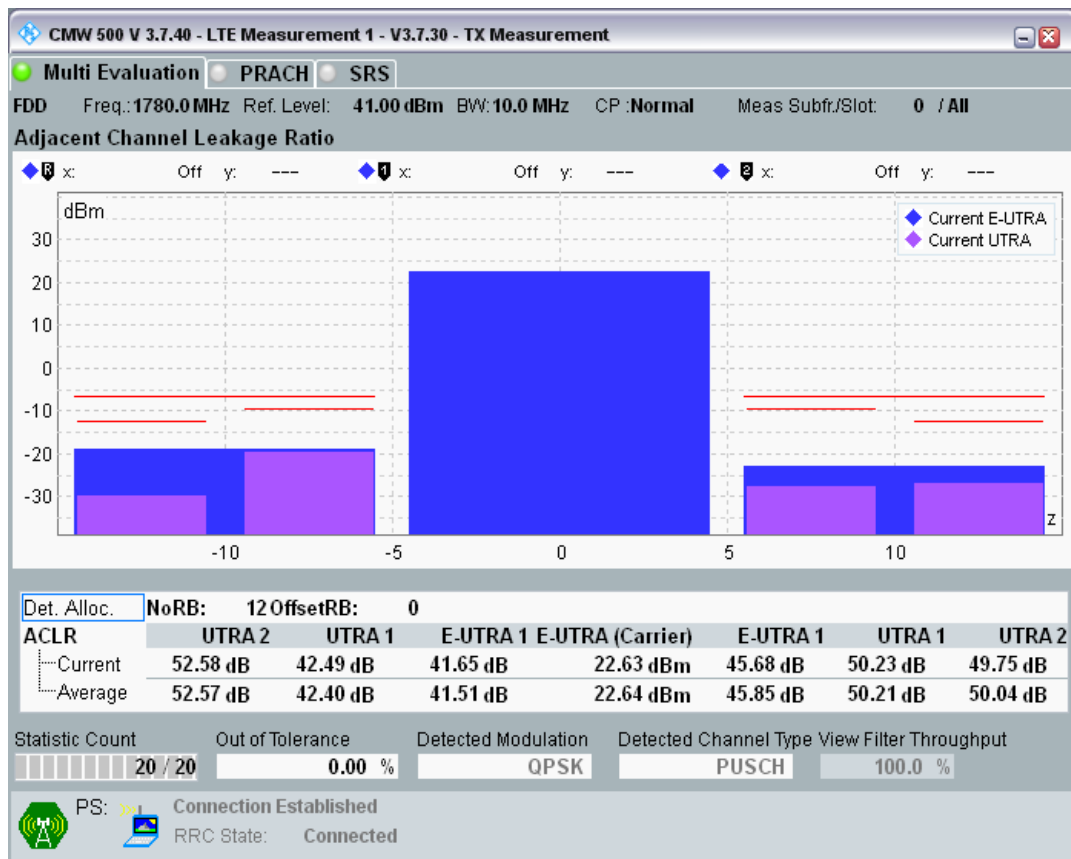 CMW 500 V 3.7.40 - LTE Measurement 1 - V3.7.30 - TX Measurement
Multi Evaluation PRACH SRS
FDD Freq.:1780.0 MHz Ref. Level: 41.00 dBm BW:10.0 MHz CP :Normal Meas Subfr./Slot: 0 / All
Adjacent Channel Leakage Ratio
R x: Off y: --- 1 x: Off y: --- 2 x: Off y: ---
dBm
Current E-UTRA
Current UTRA
30
20
10
0
-10
-20
-30
z
-10 -5 0 5 10
Det. Alloc. NoRB: 12 OffsetRB: 0
ACLR UTRA 2 UTRA 1 E-UTRA 1 E-UTRA (Carrier) E-UTRA 1 UTRA 1 UTRA 2
Current 52.58 dB 42.49 dB 41.65 dB 22.63 dBm 45.68 dB 50.23 dB 49.75 dB
Average 52.57 dB 42.40 dB 41.51 dB 22.64 dBm 45.85 dB 50.21 dB 50.04 dB
Statistic Count Out of Tolerance Detected Modulation Detected Channel Type View Filter Throughput
20 / 20 0.00 % QPSK PUSCH 100.0 %
PS: Connection Established
RRC State: Connected